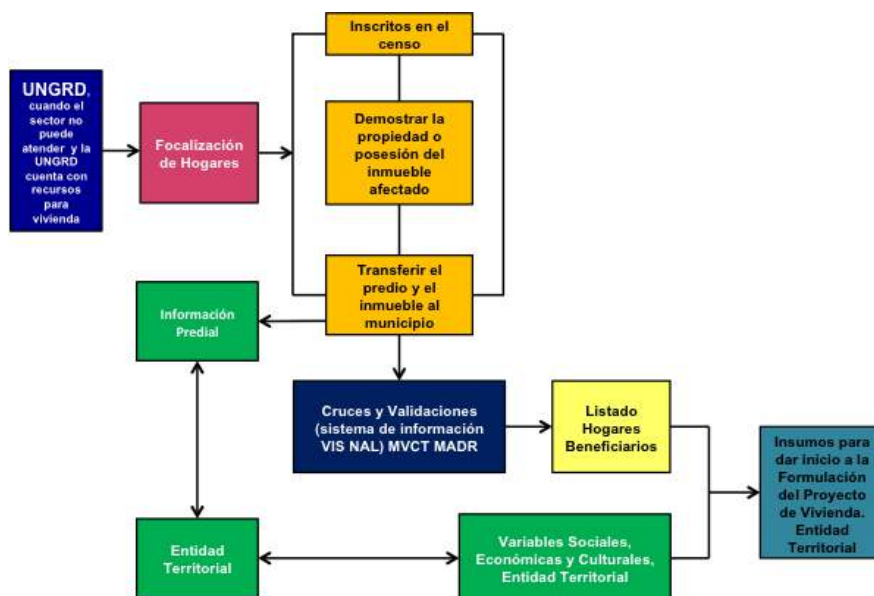 Inscritos en el
censo
UNGRD,
cuando el
sector no
puede
atender y la
UNGRD
cuenta con
recursos
para
vivienda
Focalización
de Hogares
Demostrar la
propiedad o
posesión del
inmueble
afectado
Transferir el
predio y el
inmueble al
municipio
Información
Predial
Cruces y Validaciones
(sistema de información
VIS NAL) MVCT MADR
Listado
Hogares
Beneficiarios
Insumos para
dar inicio a la
Formulación
del Proyecto
de Vivienda.
Entidad
Territorial
Entidad
Territorial
Variables Sociales,
Económicas y Culturales,
Entidad Territorial